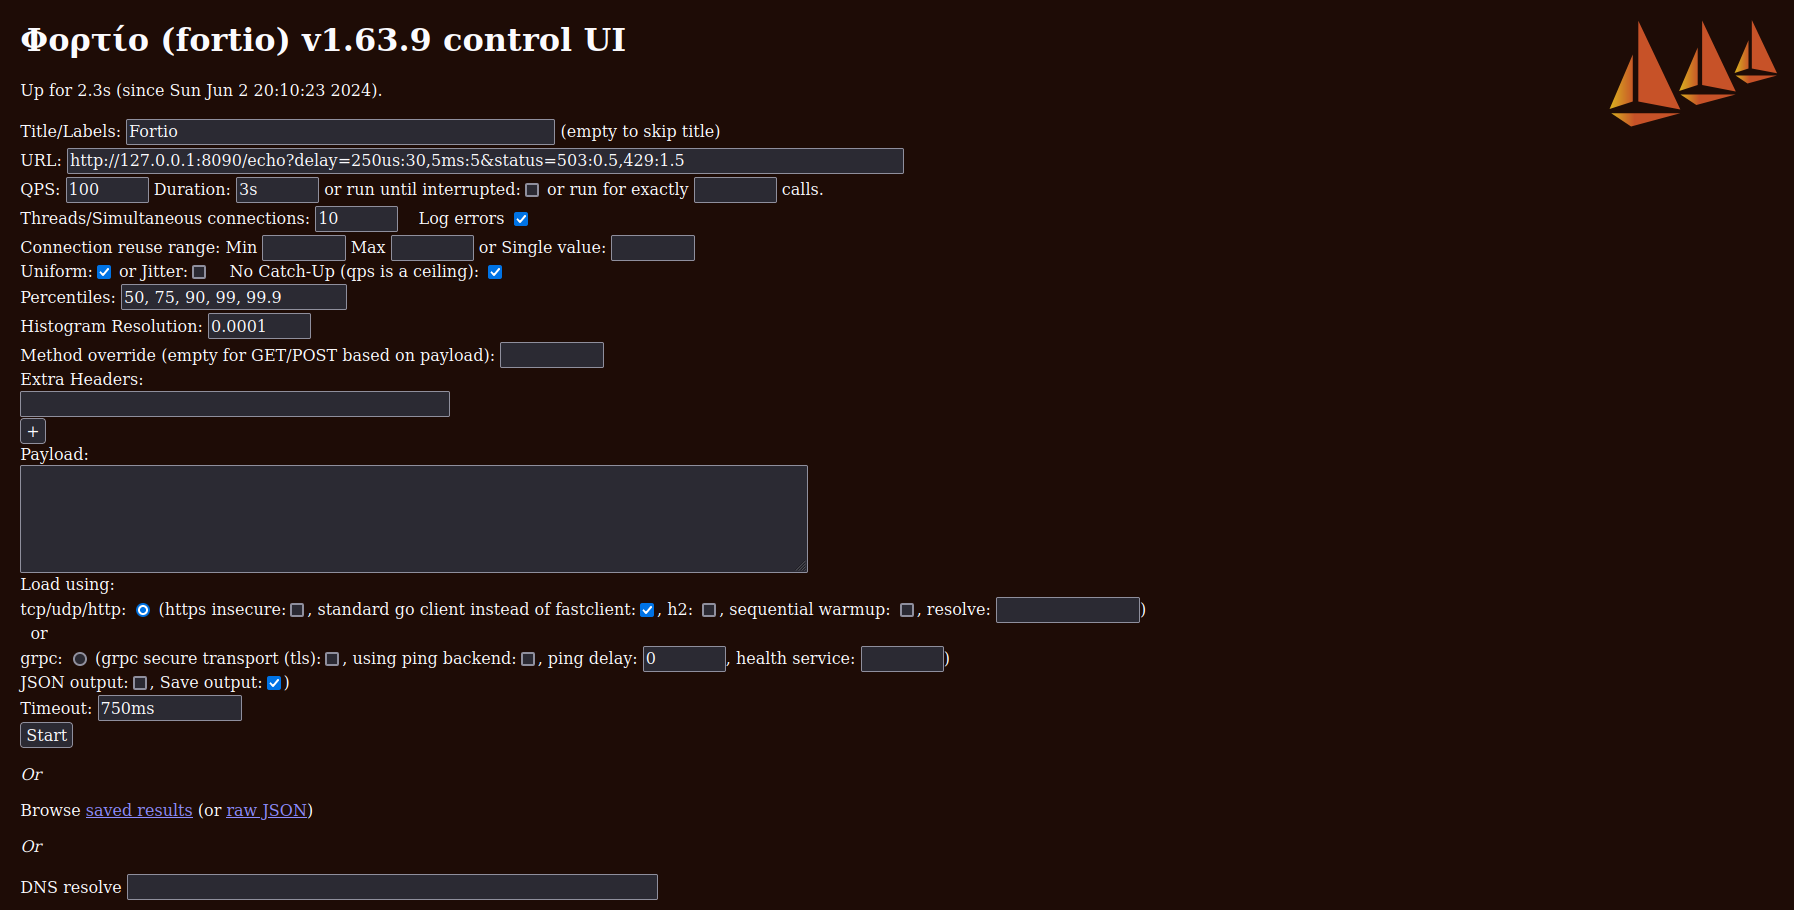 Φορτίο (fortio) v1.63.9 control UI
Up for 2.3s (since Sun Jun 2 20:10:23 2024).
Title/Labels: Fortio (empty to skip title)
URL: http://127.0.0.1:8090/echo?delay=250us:30,5ms:5&status=503:0.5,429:1.5
QPS: 100 Duration: 3s or run until interrupted: or run for exactly calls.
Threads/Simultaneous connections: 10 Log errors
Connection reuse range: Min Max or Single value:
Uniform: or Jitter: No Catch-Up (qps is a ceiling):
Percentiles: 50, 75, 90, 99, 99.9
Histogram Resolution: 0.0001
Method override (empty for GET/POST based on payload):
Extra Headers:
+
Payload:
Load using:
tcp/udp/http: (https insecure: , standard go client instead of fastclient: , h2: , sequential warmup: , resolve: )
or
grpc: (grpc secure transport (tls): , using ping backend: , ping delay: 0 , health service: )
JSON output: , Save output: )
Timeout: 750ms
Start
Or
Browse saved results (or raw JSON)
Or
DNS resolve